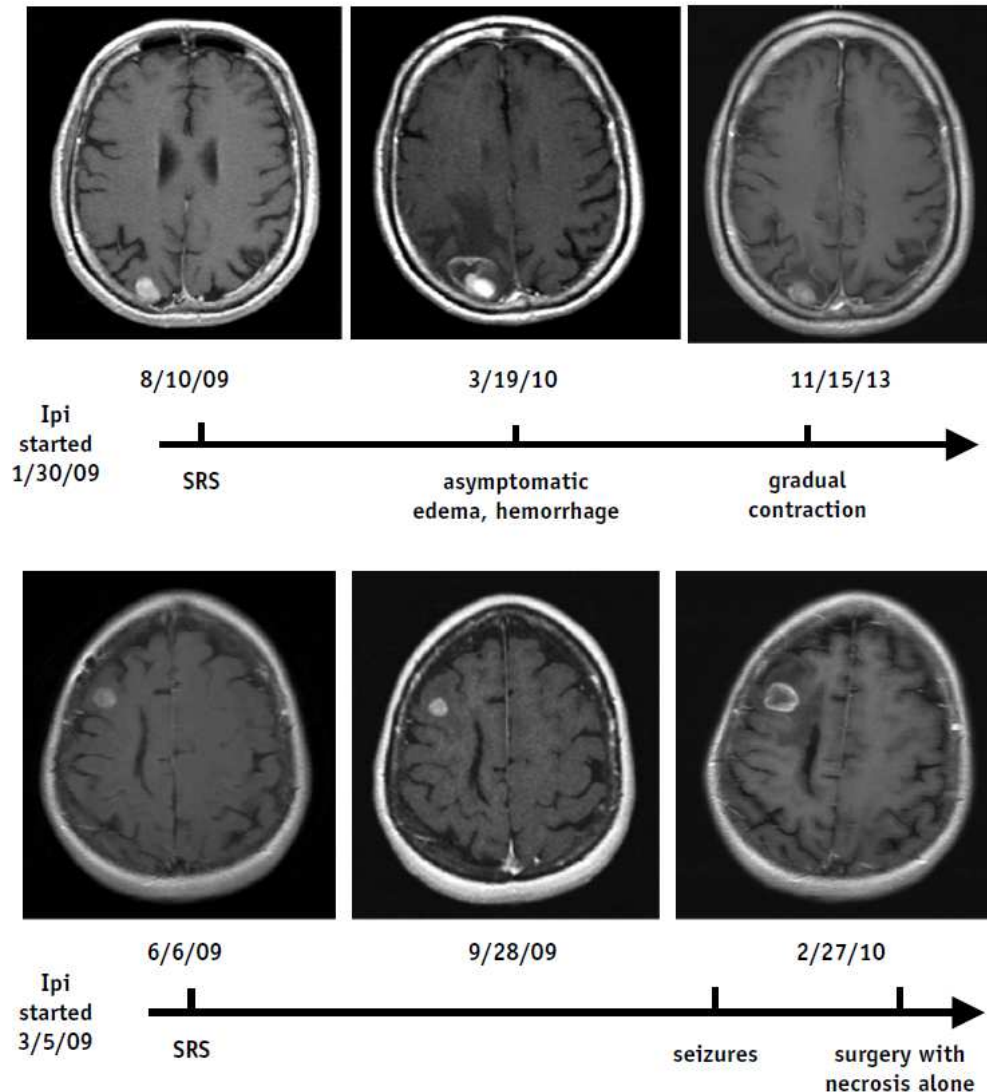 8/10/09
3/19/10
11/15/13
Ipi
started
1/30/09
SRS
asymptomatic
edema, hemorrhage
gradual
contraction
6/6/09
9/28/09
2/27/10
Ipi
started
3/5/09
SRS
seizures
surgery with
necrosis alone